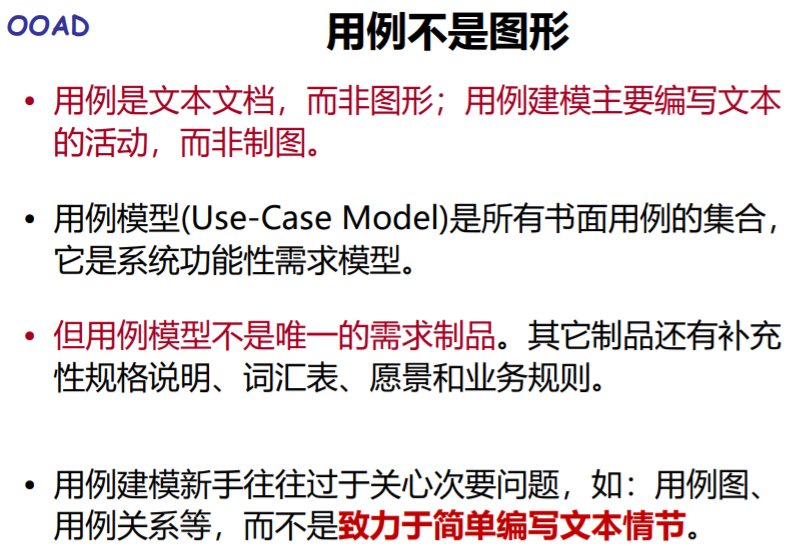 OOAD
用例不是图形
• 用例是文本文档，而非图形；用例建模主要编写文本
的活动，而非制图。
• 用例模型(Use-Case Model)是所有书面用例的集合，
它是系统功能性需求模型。
• 但用例模型不是唯一的需求制品。其它制品还有补充
性规格说明、词汇表、愿景和业务规则。
• 用例建模新手往往过于关心次要问题，如：用例图、
用例关系等，而不是致力于简单编写文本情节。